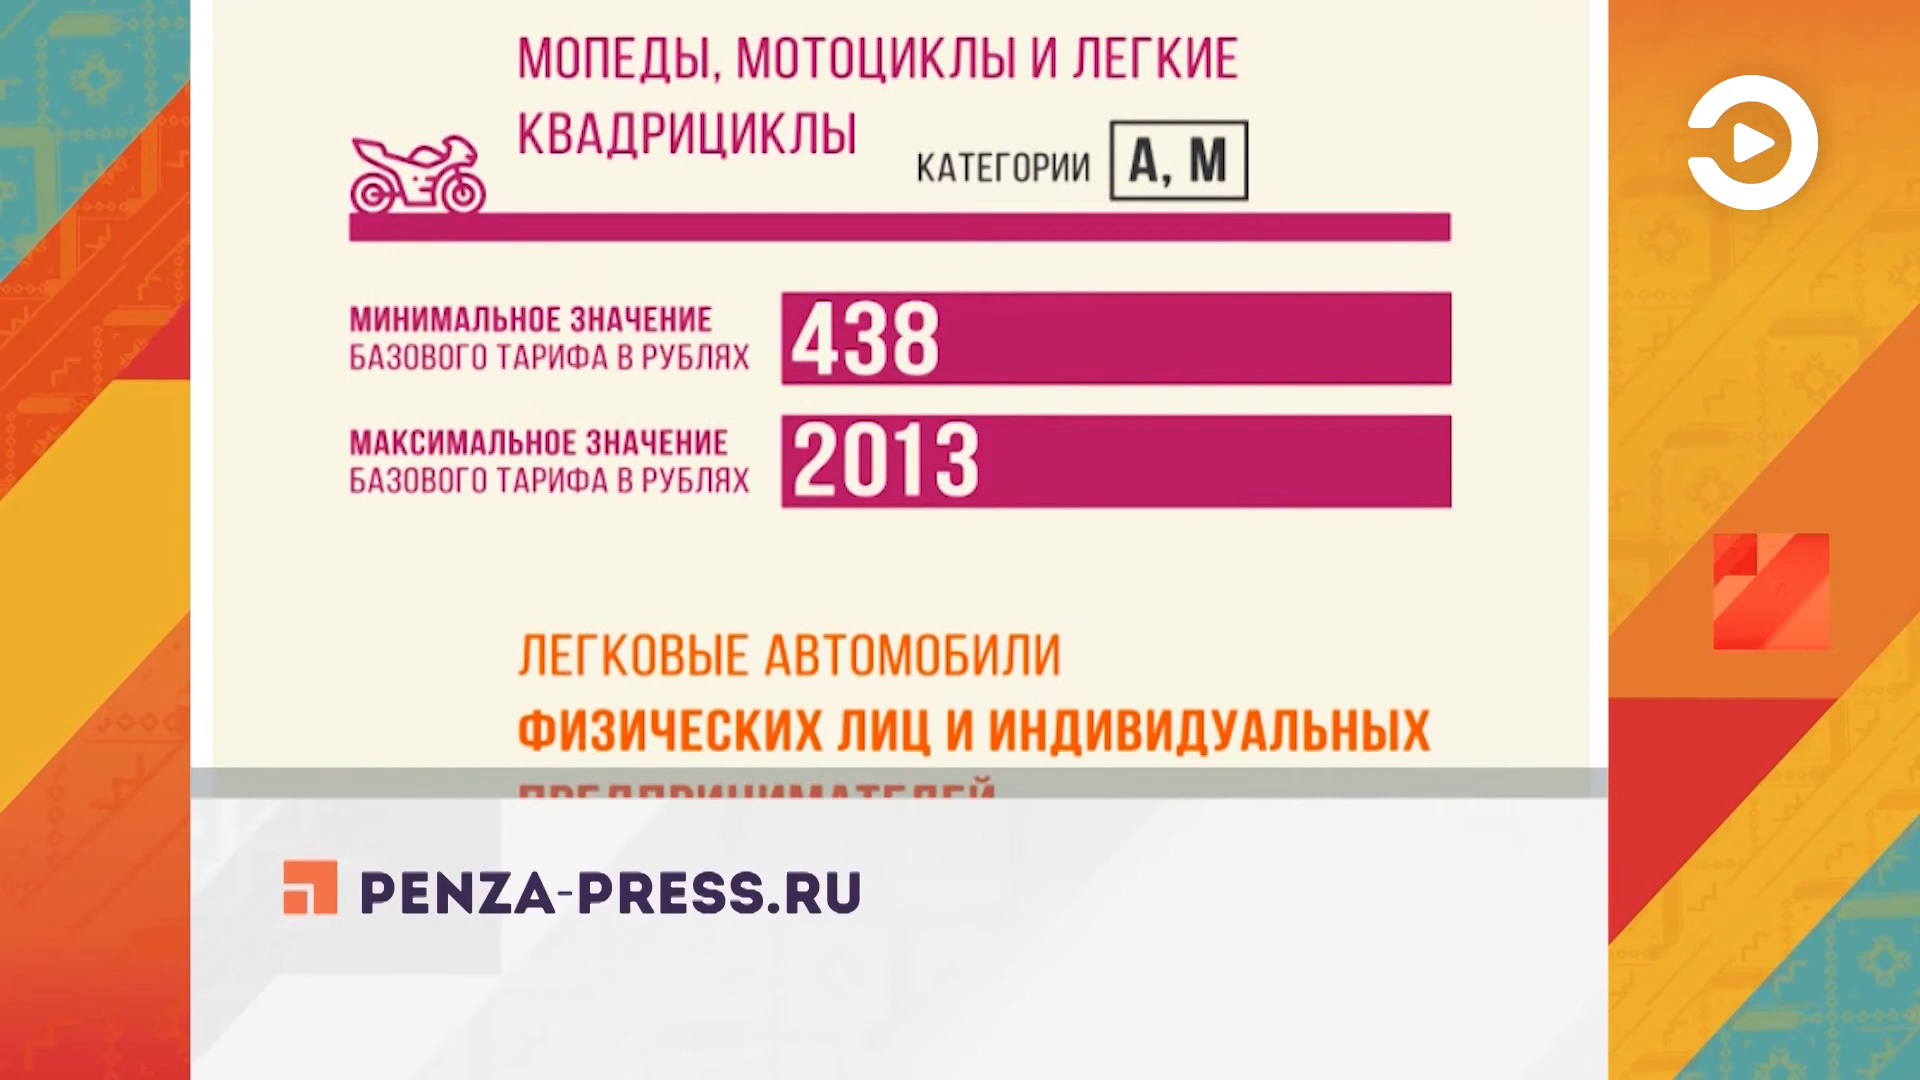 МОПЕДЫ, МОТОЦИКЛЫ И ЛЕГКИЕ
КВАДРИЦИКЛЫ
КАТЕГОРИИ A, M
МИНИМАЛЬНОЕ ЗНАЧЕНИЕ
БАЗОВОГО ТАРИФА В РУБЛЯХ
438
МАКСИМАЛЬНОЕ ЗНАЧЕНИЕ
БАЗОВОГО ТАРИФА В РУБЛЯХ
2013
ЛЕГКОВЫЕ АВТОМОБИЛИ
ФИЗИЧЕСКИХ ЛИЦ И ИНДИВИДУАЛЬНЫХ
ПРЕДПРИНИМАТЕЛЕЙ
PENZA-PRESS.RU